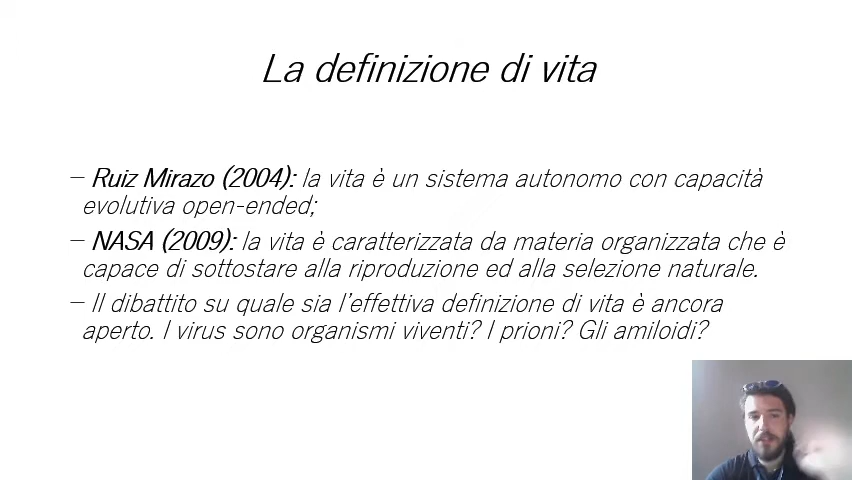 La definizione di vita
– Ruiz Mirazo (2004): la vita è un sistema autonomo con capacità
evolutiva open-ended;
– NASA (2009): la vita è caratterizzata da materia organizzata che è
capace di sottostare alla riproduzione ed alla selezione naturale.
– Il dibattito su quale sia l'effettiva definizione di vita è ancora
aperto. I virus sono organismi viventi? I prioni? Gli amiloidi?